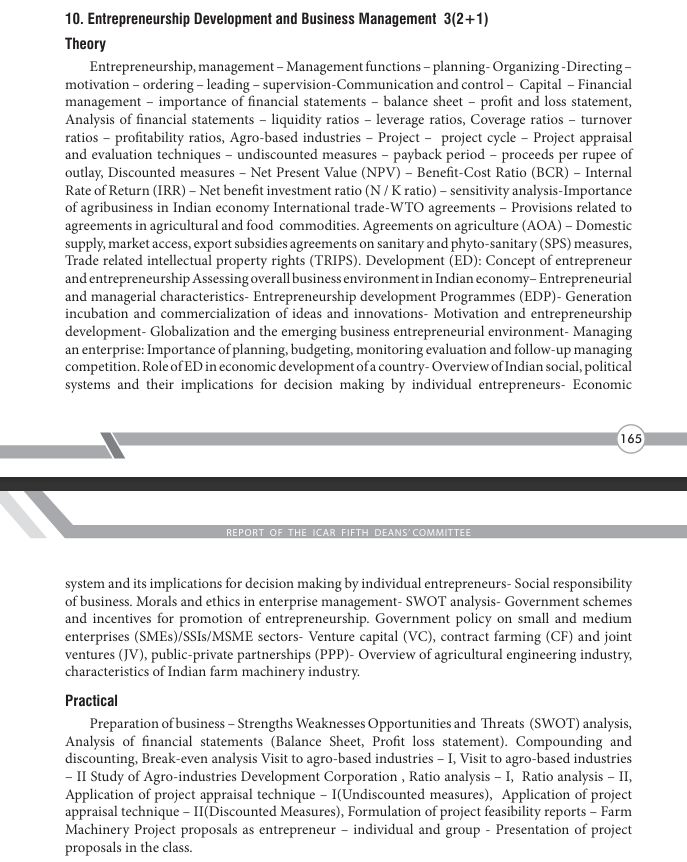 10. Entrepreneurship Development and Business Management 3(2+1)
Theory
Entrepreneurship, management – Management functions – planning- Organizing -Directing –
motivation – ordering – leading – supervision-Communication and control – Capital – Financial
management – importance of financial statements – balance sheet – profit and loss statement,
Analysis of financial statements – liquidity ratios – leverage ratios, Coverage ratios – turnover
ratios – profitability ratios, Agro-based industries – Project – project cycle – Project appraisal
and evaluation techniques – undiscounted measures – payback period – proceeds per rupee of
outlay, Discounted measures – Net Present Value (NPV) – Benefit-Cost Ratio (BCR) – Internal
Rate of Return (IRR) – Net benefit investment ratio (N / K ratio) – sensitivity analysis-Importance
of agribusiness in Indian economy International trade-WTO agreements – Provisions related to
agreements in agricultural and food commodities. Agreements on agriculture (AOA) – Domestic
supply, market access, export subsidies agreements on sanitary and phyto-sanitary (SPS) measures,
Trade related intellectual property rights (TRIPS). Development (ED): Concept of entrepreneur
and entrepreneurship Assessing overall business environment in Indian economy– Entrepreneurial
and managerial characteristics- Entrepreneurship development Programmes (EDP)- Generation
incubation and commercialization of ideas and innovations- Motivation and entrepreneurship
development- Globalization and the emerging business entrepreneurial environment- Managing
an enterprise: Importance of planning, budgeting, monitoring evaluation and follow-up managing
competition. Role of ED in economic development of a country- Overview of Indian social, political
systems and their implications for decision making by individual entrepreneurs- Economic
165
REPORT OF THE ICAR FIFTH DEANS' COMMITTEE
system and its implications for decision making by individual entrepreneurs- Social responsibility
of business. Morals and ethics in enterprise management- SWOT analysis- Government schemes
and incentives for promotion of entrepreneurship. Government policy on small and medium
enterprises (SMEs)/SSIs/MSME sectors- Venture capital (VC), contract farming (CF) and joint
ventures (JV), public-private partnerships (PPP)- Overview of agricultural engineering industry,
characteristics of Indian farm machinery industry.
Practical
Preparation of business – Strengths Weaknesses Opportunities and Threats (SWOT) analysis,
Analysis of financial statements (Balance Sheet, Profit loss statement). Compounding and
discounting, Break-even analysis Visit to agro-based industries – I, Visit to agro-based industries
– II Study of Agro-industries Development Corporation , Ratio analysis – I, Ratio analysis – II,
Application of project appraisal technique – I(Undiscounted measures), Application of project
appraisal technique – II(Discounted Measures), Formulation of project feasibility reports – Farm
Machinery Project proposals as entrepreneur – individual and group - Presentation of project
proposals in the class.